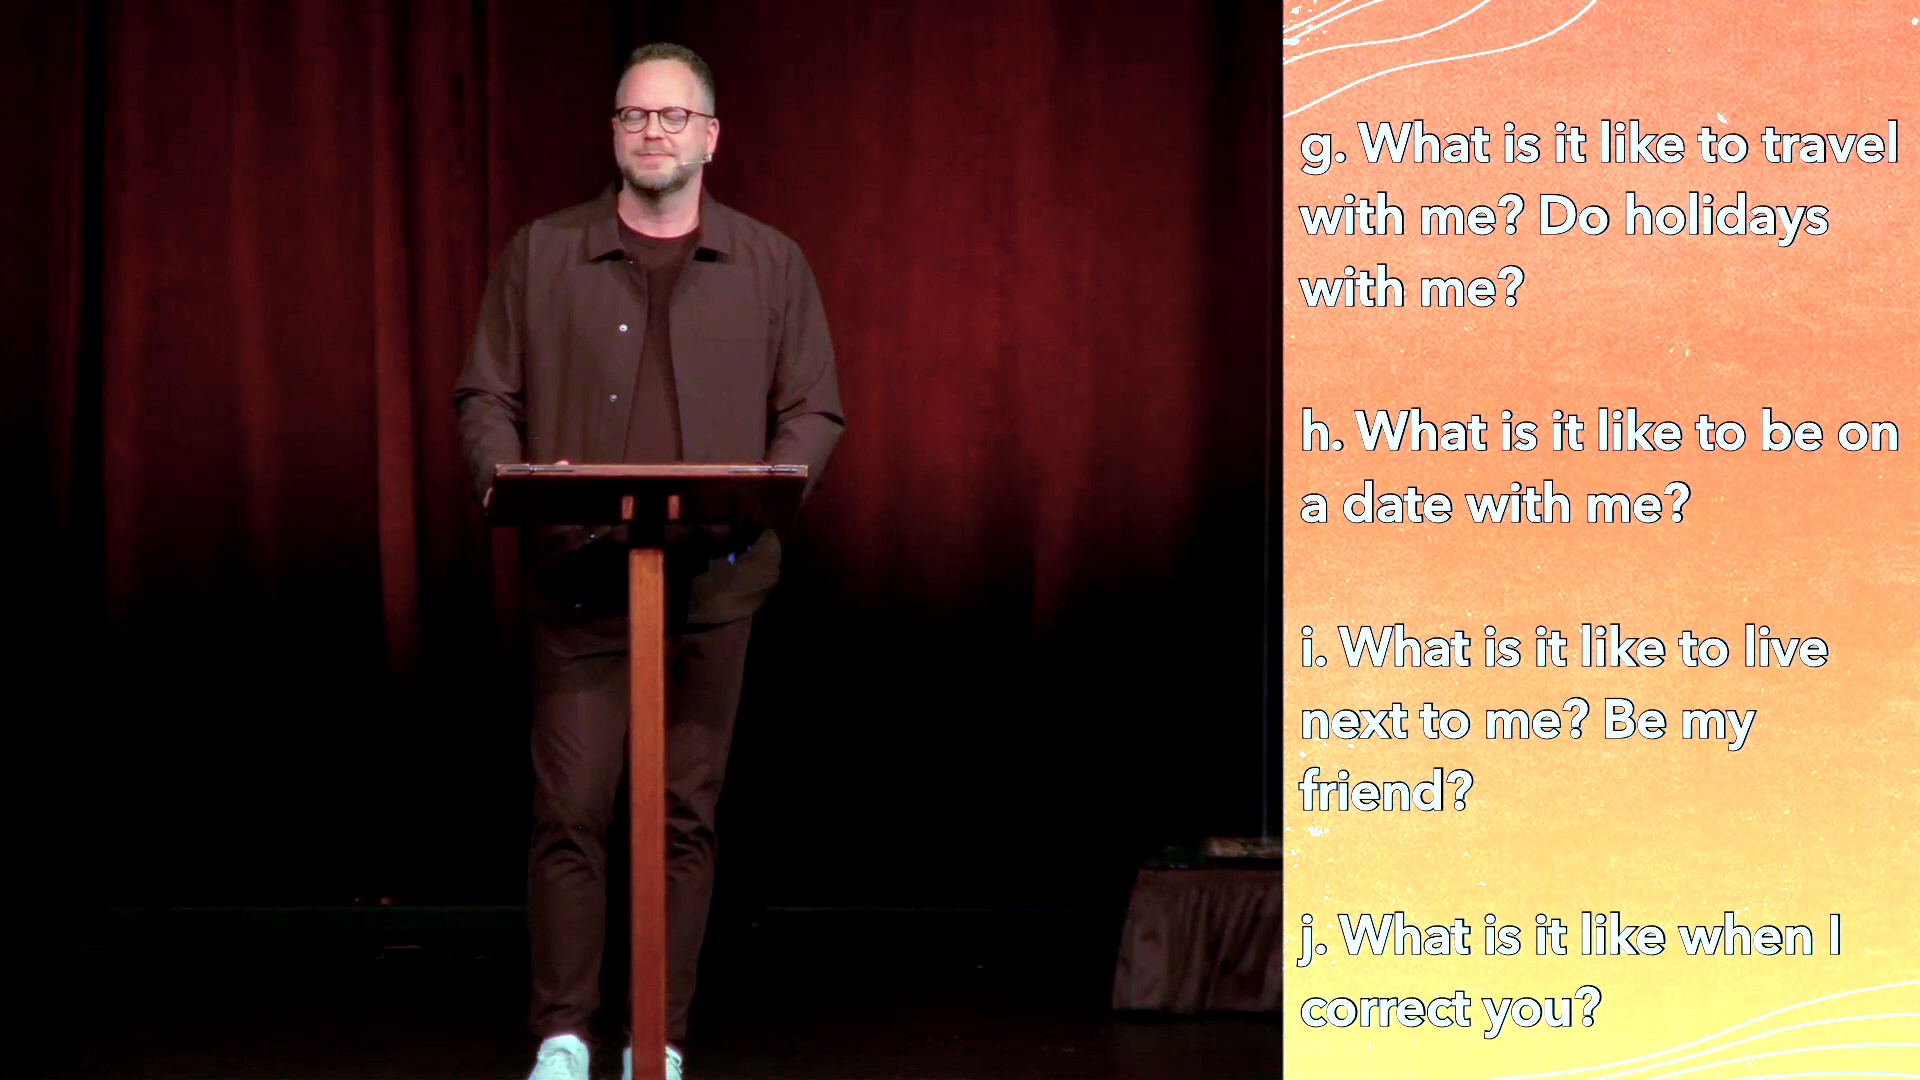 g. What is it like to travel
with me? Do holidays
with me?
h. What is it like to be on
a date with me?
i. What is it like to live
next to me? Be my
friend?
j. What is it like when I
correct you?